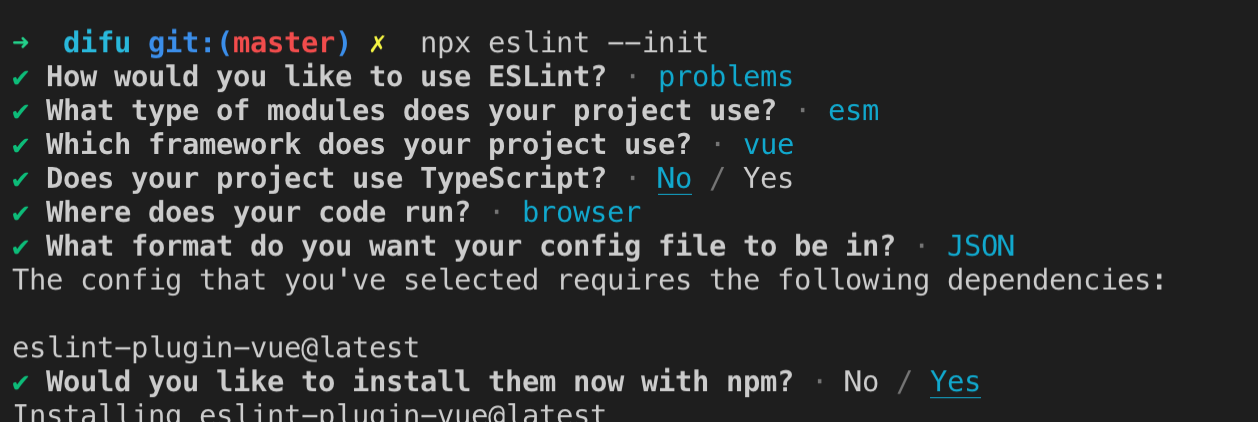 ➜  difu git:(master) ✗  npx eslint --init
✔ How would you like to use ESLint? · problems
✔ What type of modules does your project use? · esm
✔ Which framework does your project use? · vue
✔ Does your project use TypeScript? · No / Yes
✔ Where does your code run? · browser
✔ What format do you want your config file to be in? · JSON
The config that you've selected requires the following dependencies:
eslint-plugin-vue@latest
✔ Would you like to install them now with npm? · No / Yes
Installing eslint-plugin-vue@latest